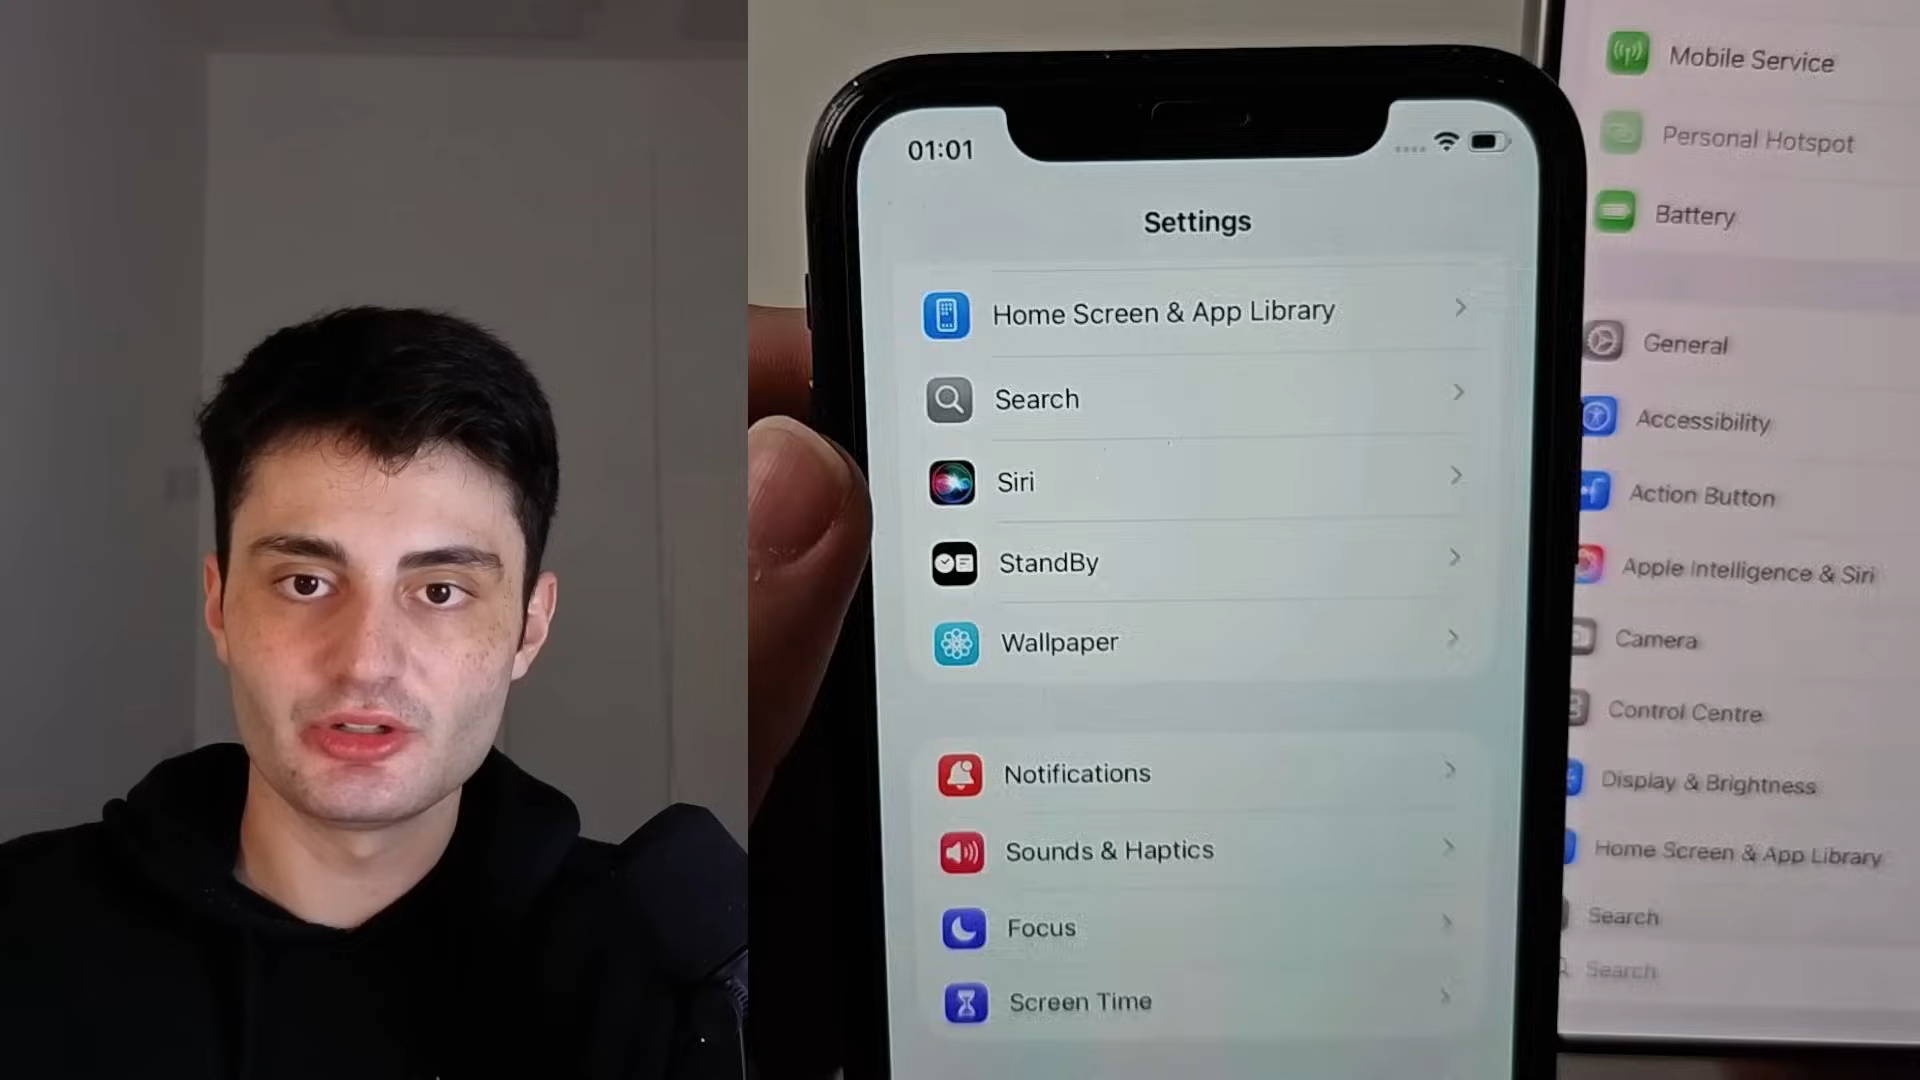 01:01
Settings
Home Screen & App Library
Search
Siri
StandBy
Wallpaper
Notifications
Sounds & Haptics
Focus
Screen Time
Mobile Service
Personal Hotspot
Battery
General
Accessibility
Action Button
Apple Intelligence & Siri
Camera
Control Centre
Display & Brightness
Home Screen & App Library
Search
Search